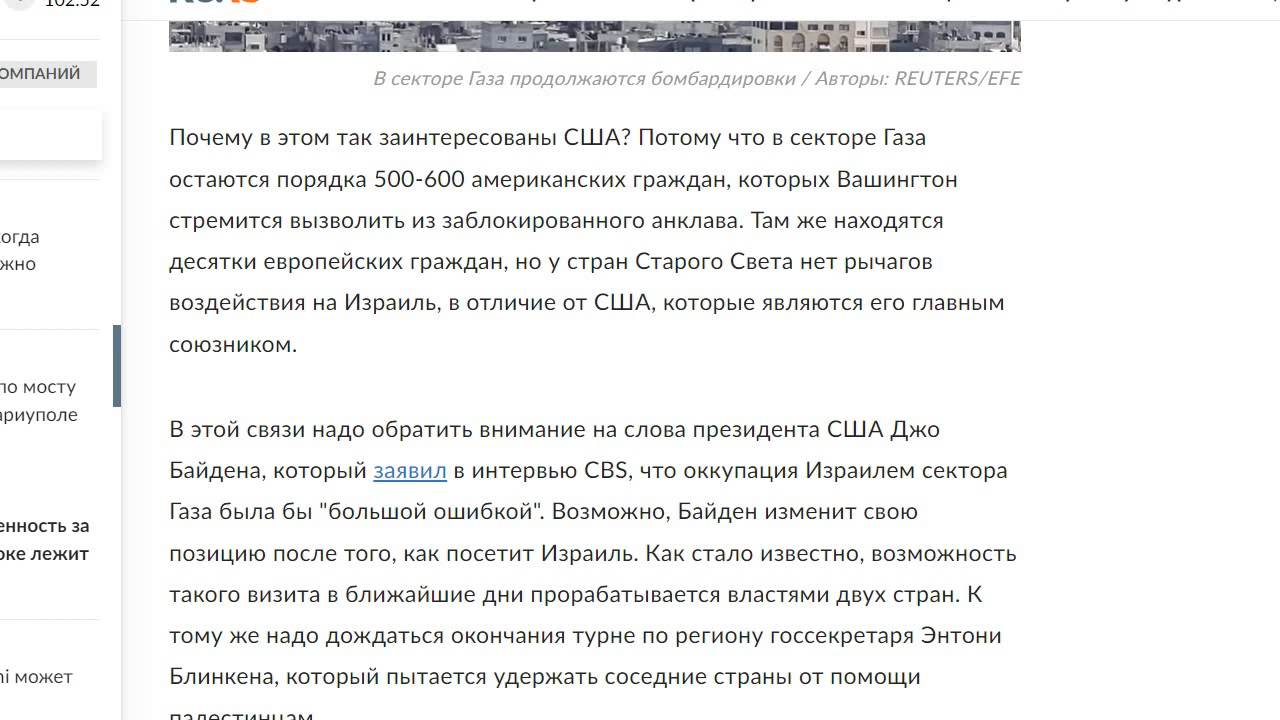 102.52
ОМПАНИЙ
огда
жно
по мосту
ариуполе
енность за
оке лежит
ni может
В секторе Газа продолжаются бомбардировки / Авторы: REUTERS/EFE
Почему в этом так заинтересованы США? Потому что в секторе Газа
остаются порядка 500-600 американских граждан, которых Вашингтон
стремится вызволить из заблокированного анклава. Там же находятся
десятки европейских граждан, но у стран Старого Света нет рычагов
воздействия на Израиль, в отличие от США, которые являются его главным
союзником.
В этой связи надо обратить внимание на слова президента США Джо
Байдена, который заявил в интервью CBS, что оккупация Израилем сектора
Газа была бы "большой ошибкой". Возможно, Байден изменит свою
позицию после того, как посетит Израиль. Как стало известно, возможность
такого визита в ближайшие дни прорабатывается властями двух стран. К
тому же надо дождаться окончания турне по региону госсекретаря Энтони
Блинкена, который пытается удержать соседние страны от помощи
палестинцам.